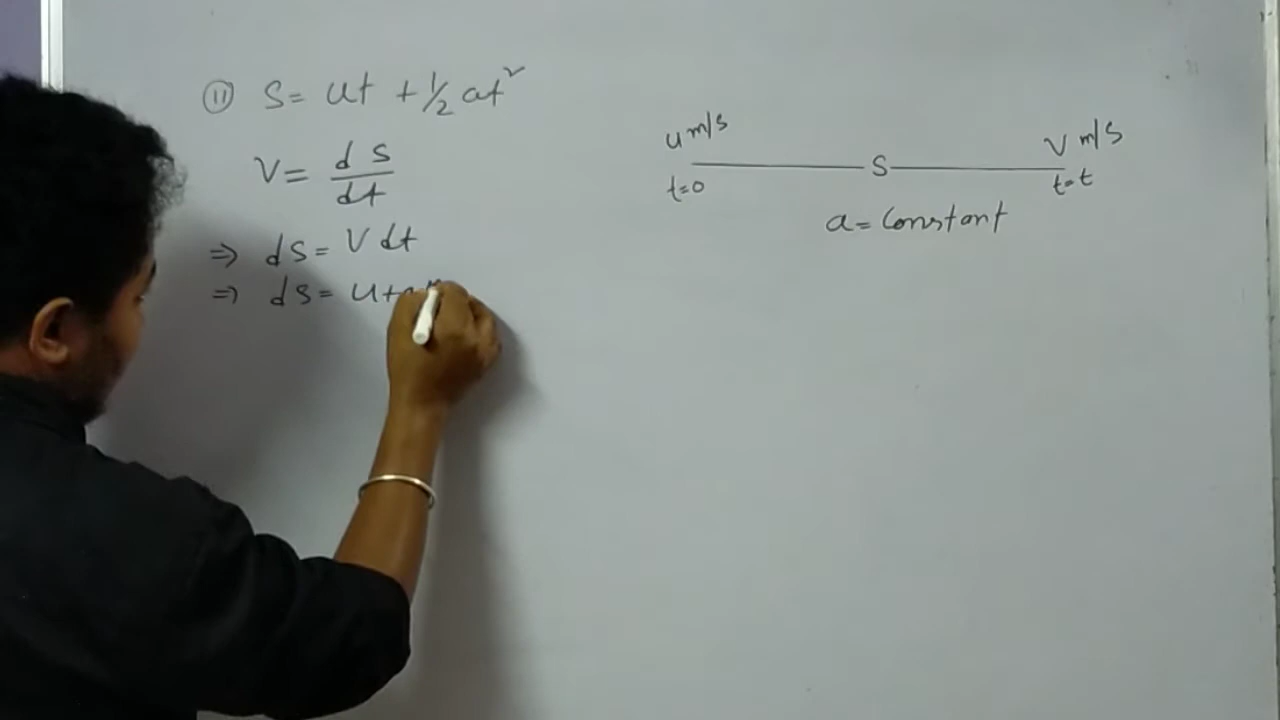 (11) S = ut + 1/2 at²
V = dS/dt
⇒ dS = V dt
⇒ dS = u+a
u m/s V m/s
S
t=0 t=t
a = Constant